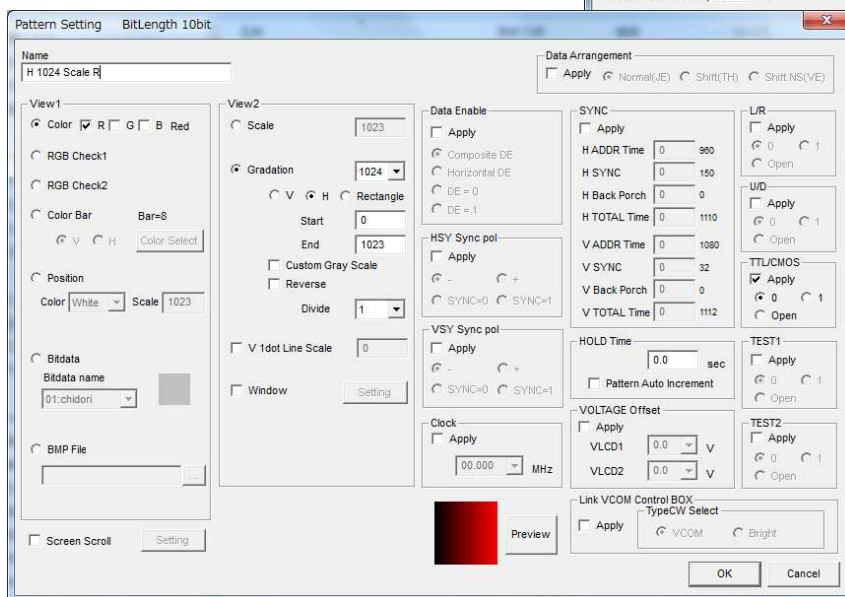 Pattern Setting BitLength 10bit
Name
H 1024 Scale R
Data Arrangement
Apply Normal(JE) Shift(TH) Shift NS(VE)
View1
Color R G B Red
RGB Check1
RGB Check2
Color Bar Bar=8
V H Color Select
Position
Color White Scale 1023
Bitdata
Bitdata name
01:chidori
BMP File
...
Screen Scroll Setting
View2
Scale 1023
Gradation 1024
V H Rectangle
Start 0
End 1023
Custom Gray Scale
Reverse
Divide 1
V 1dot Line Scale 0
Window Setting
Data Enable
Apply
Composite DE
Horizontal DE
DE = 0
DE = 1
HSY Sync pol
Apply
- +
SYNC=0 SYNC=1
VSY Sync pol
Apply
- +
SYNC=0 SYNC=1
Clock
Apply
00.000 MHz
Preview
SYNC
Apply
H ADDR Time 0 960
H SYNC 0 150
H Back Porch 0 0
H TOTAL Time 0 1110
V ADDR Time 0 1080
V SYNC 0 32
V Back Porch 0 0
V TOTAL Time 0 1112
HOLD Time
0.0 sec
Pattern Auto Increment
VOLTAGE Offset
Apply
VLCD1 0.0 V
VLCD2 0.0 V
L/R
Apply
0 1
Open
U/D
Apply
0 1
Open
TTL/CMOS
Apply
0 1
Open
TEST1
Apply
0 1
Open
TEST2
Apply
0 1
Open
Link VCOM Control BOX
TypeCW Select
Apply VCOM Bright
OK Cancel